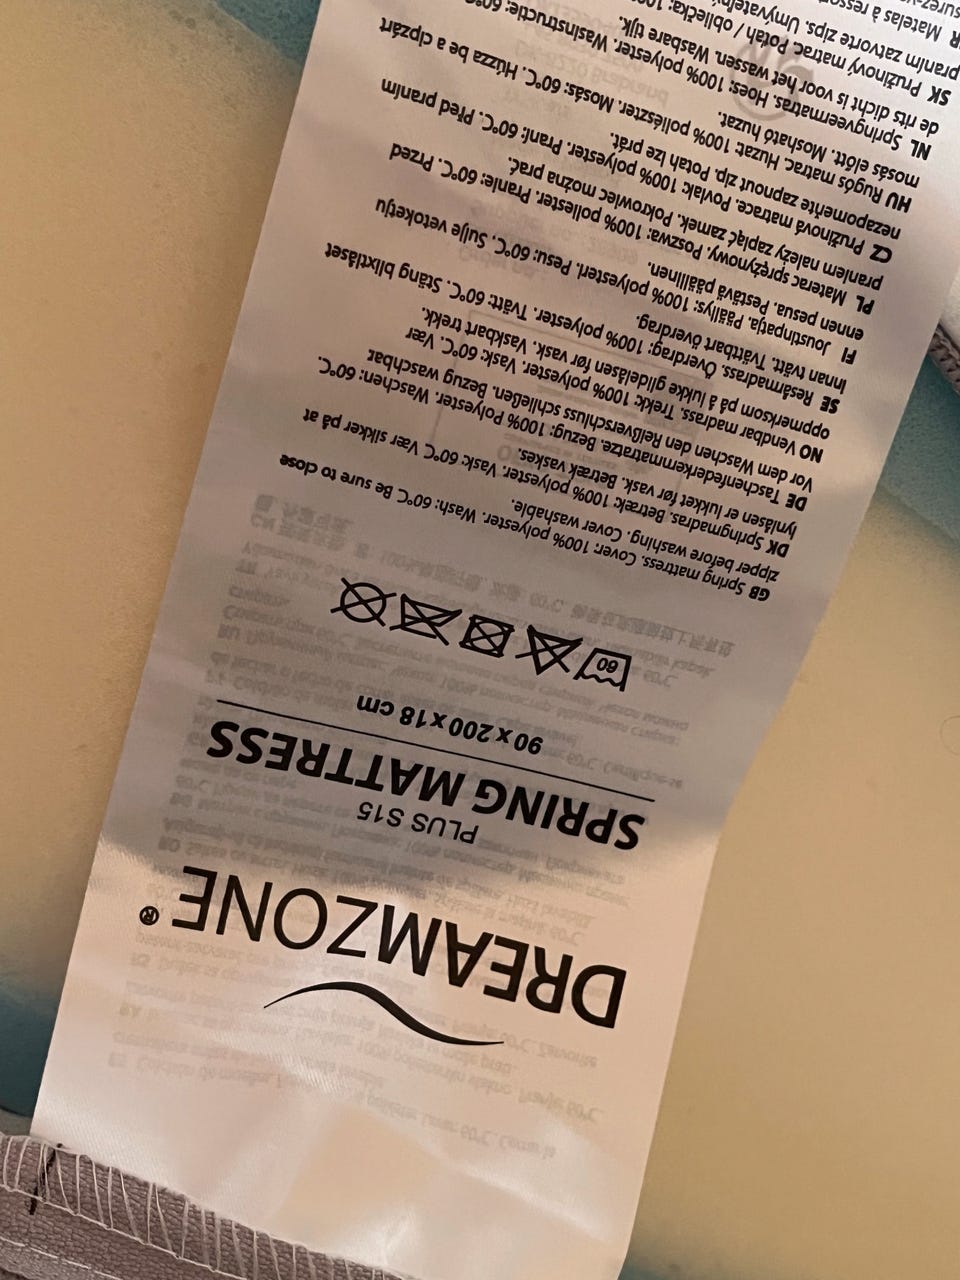 DREAMZONE®
PLUS S15
SPRING MATTRESS
90 x 200 x 18 cm
60
GB Spring mattress. Cover: 100% polyester. Wash: 60°C Be sure to close
zipper before washing. Cover washable.
DK Springmadras. Betræk: 100% polyester. Vask: 60°C Vær sikker på at
lynlåsen er lukket før vask. Betræk vaskes.
DE Taschenfederkernmatratze. Bezug: 100% Polyester. Waschen: 60°C.
Vor dem Waschen den Reißverschluss schließen. Bezug waschbar
NO Vendbar madrass. Trekk: 100% polyester. Vask: 60°C. Vær
oppmerksom på å lukke glidelåsen før vask. Vaskbart trekk.
SE Resårmadrass. Överdrag: 100% polyester. Tvätt: 60°C. Stäng blixtlåset
innan tvätt. Tvättbart överdrag.
FI Joustinpatja. Päällys: 100% polyesteri. Pesu: 60°C, Sulje vetoketju
ennen pesua. Pestävä päällinen.
PL Materac sprężynowy. Poszwa: 100% poliester. Pranie: 60°C. Przed
praniem należy zapiąć zamek. Pokrowiec można prać.
CZ Pružinová matrace. Povlak: 100% polyester. Praní: 60°C. Před praním
nezapomeňte zapnout zip. Potah lze prát.
HU Rugós matrac. Huzat: 100% poliészter. Mosás: 60°C. Húzza be a cipzárt
mosás előtt. Mosható huzat.
NL Springveermatras. Hoes: 100% polyester. Wasinstructie: 60°C
de rits dicht is voor het wassen. Wasbare tijk.
SK Pružinový matrac. Poťah / obliečka: 100%
praním zatvorte zips. Umývateľný
FR Matelas à ressorts